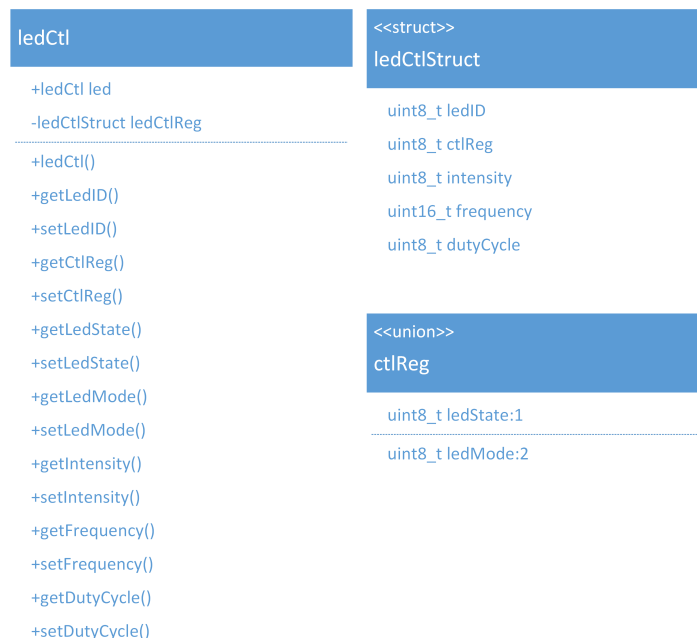 ledCtl
+ledCtl led
-ledCtlStruct ledCtlReg
+ledCtl()
+getLedID()
+setLedID()
+getCtlReg()
+setCtlReg()
+getLedState()
+setLedState()
+getLedMode()
+setLedMode()
+getIntensity()
+setIntensity()
+getFrequency()
+setFrequency()
+getDutyCycle()
+setDutyCycle()
<<struct>>
ledCtlStruct
uint8_t ledID
uint8_t ctlReg
uint8_t intensity
uint16_t frequency
uint8_t dutyCycle
<<union>>
ctlReg
uint8_t ledState:1
uint8_t ledMode:2